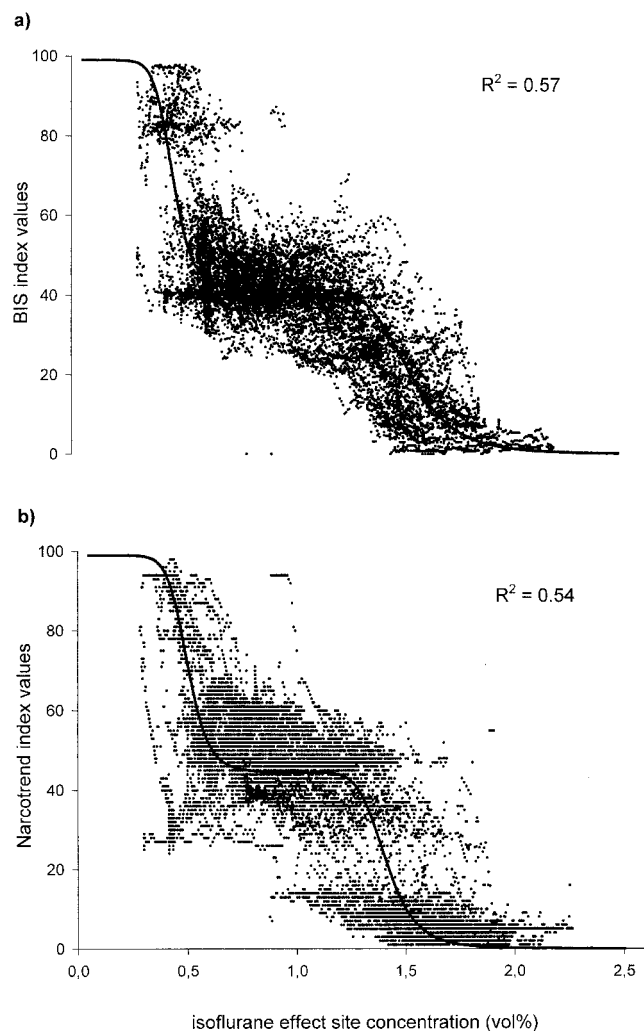 a)
100
80
60
40
20
0
BIS index values
R² = 0.57
b)
100
80
60
40
20
0
Narcotrend index values
R² = 0.54
0,0 0,5 1,0 1,5 2,0 2,5
isoflurane effect site concentration (vol%)